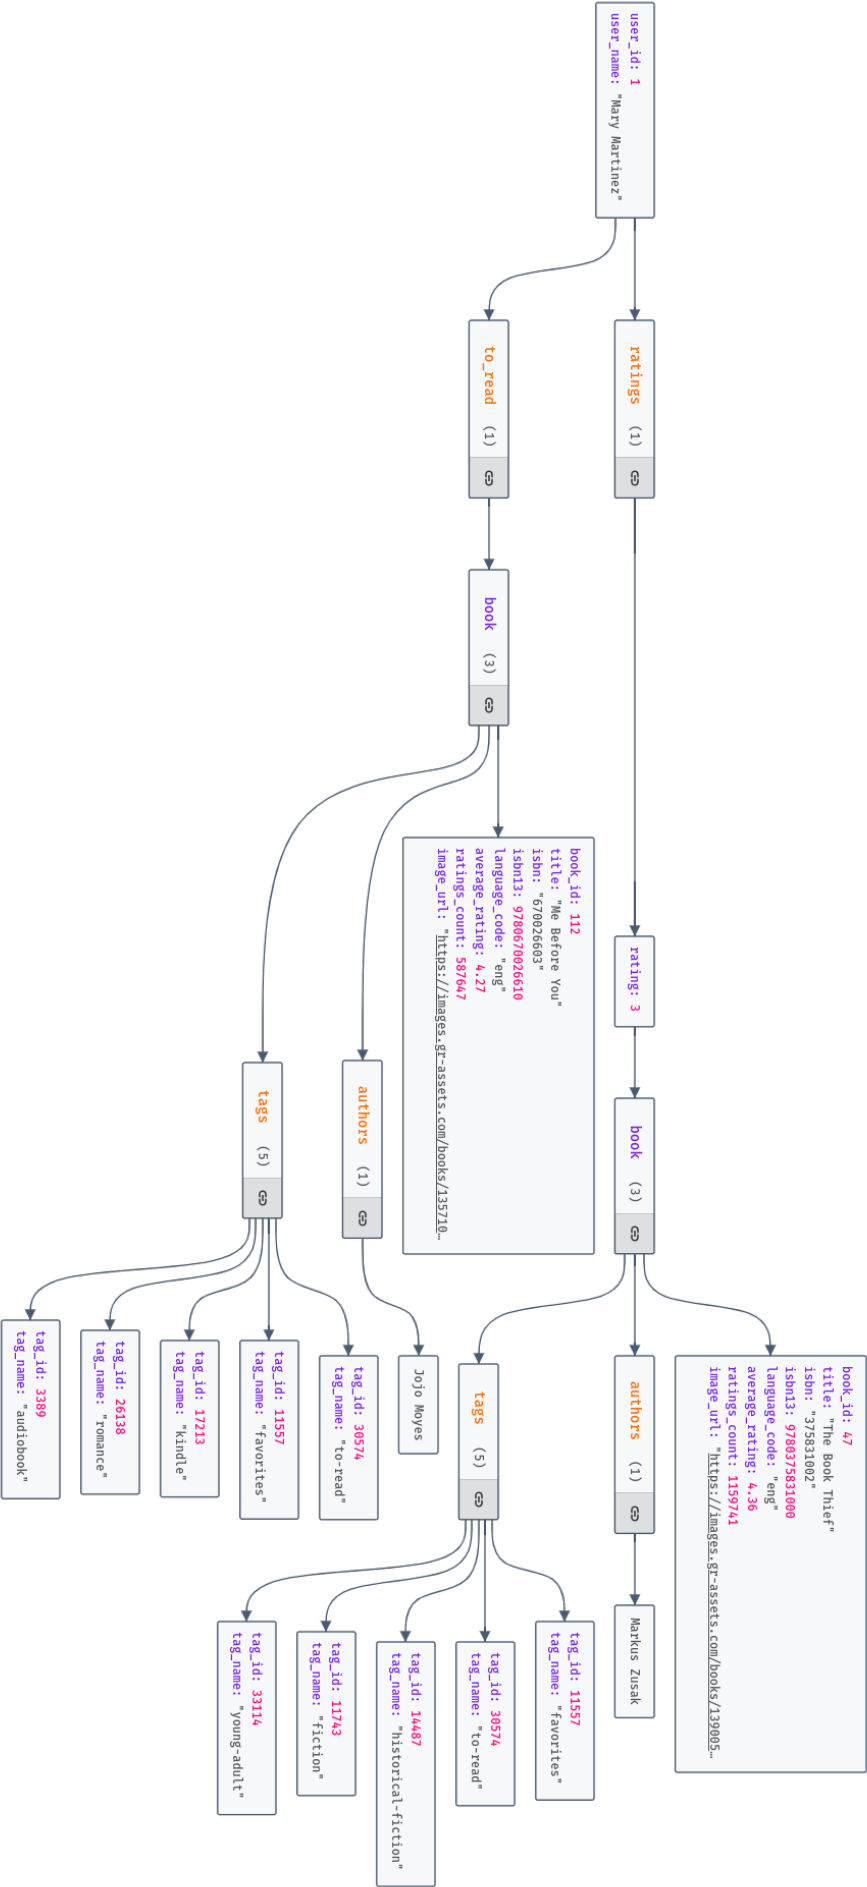 user_id: 1
user_name: "Mary Martinez"
ratings (1)
rating: 3
book (3)
book_id: 47
title: "The Book Thief"
isbn: "375831002"
isbn13: 9780375831000
language_code: "eng"
average_rating: 4.36
ratings_count: 1159741
image_url: "https://images.gr-assets.com/books/139005…
authors (1)
Markus Zusak
tags (5)
tag_id: 11557
tag_name: "favorites"
tag_id: 30574
tag_name: "to-read"
tag_id: 14487
tag_name: "historical-fiction"
tag_id: 11743
tag_name: "fiction"
tag_id: 33114
tag_name: "young-adult"
to_read (1)
book (3)
book_id: 112
title: "Me Before You"
isbn: "670026603"
isbn13: 9780670026610
language_code: "eng"
average_rating: 4.27
ratings_count: 587647
image_url: "https://images.gr-assets.com/books/135710…
authors (1)
Jojo Moyes
tags (5)
tag_id: 30574
tag_name: "to-read"
tag_id: 11557
tag_name: "favorites"
tag_id: 17213
tag_name: "kindle"
tag_id: 26138
tag_name: "romance"
tag_id: 3389
tag_name: "audiobook"